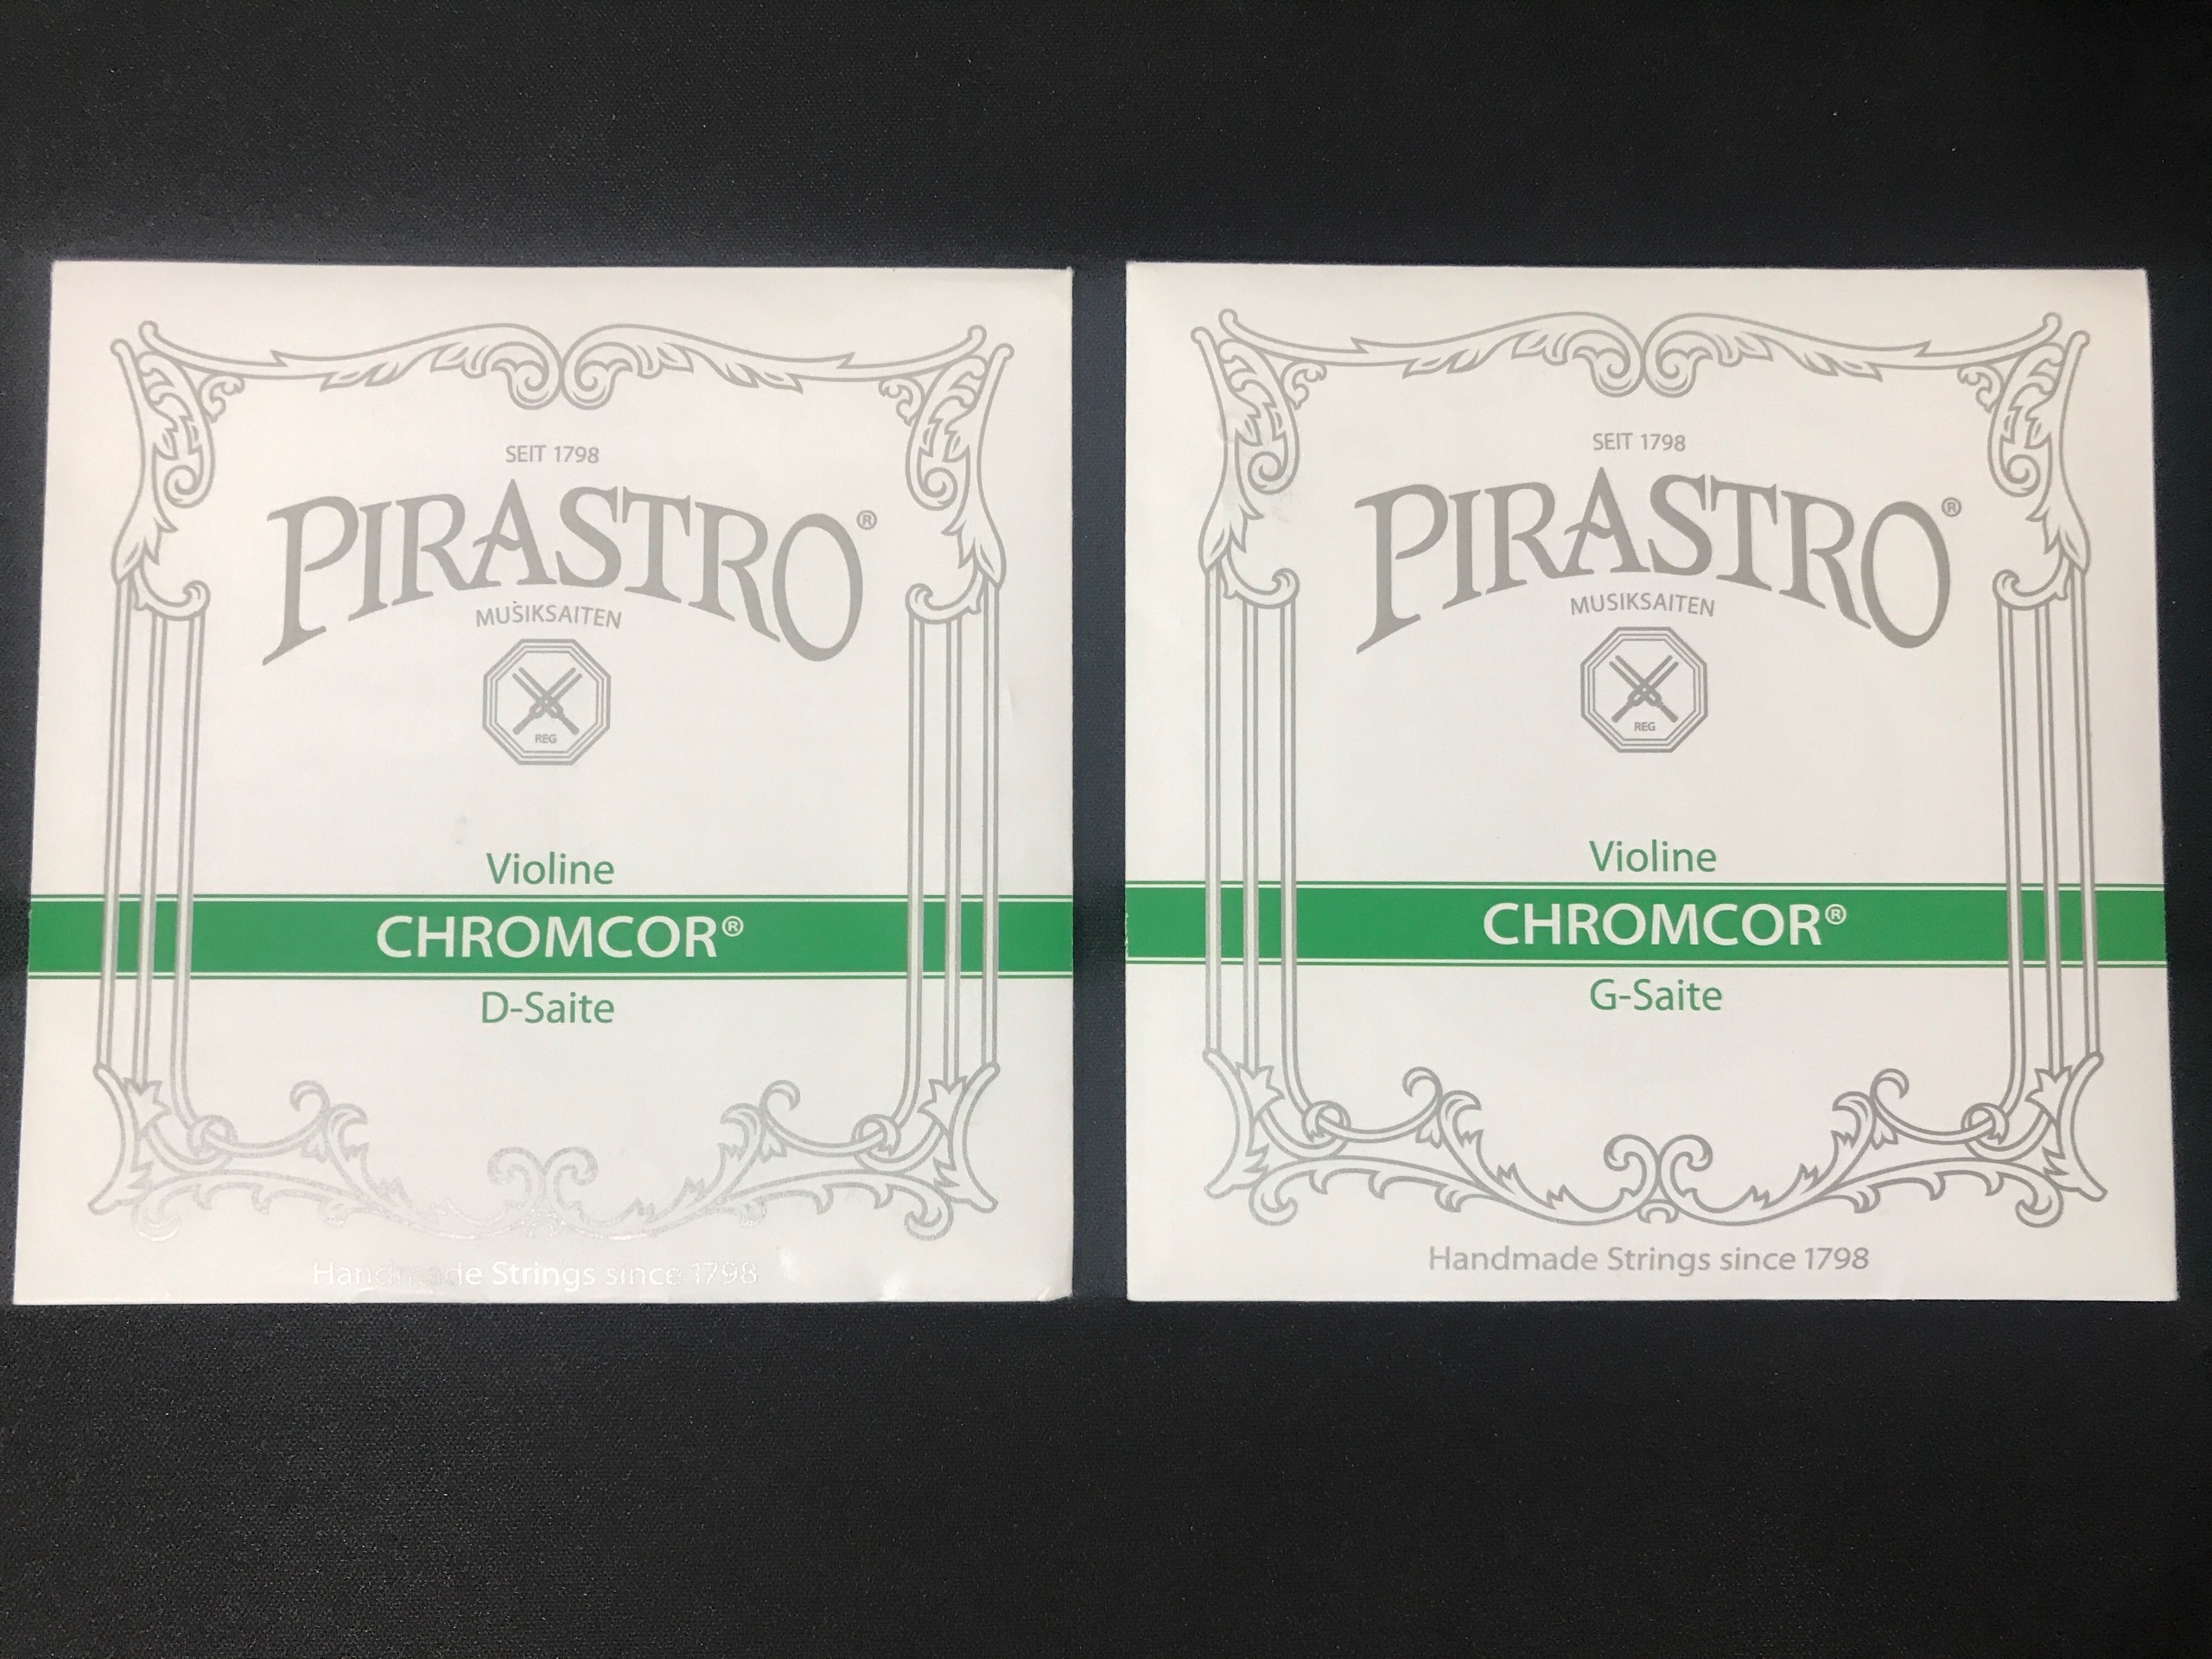 SEIT 1798
PIRASTRO®
MUSIKSAITEN
REG
Violine
CHROMCOR®
D-Saite
Handmade Strings since 1798
SEIT 1798
PIRASTRO®
MUSIKSAITEN
REG
Violine
CHROMCOR®
G-Saite
Handmade Strings since 1798